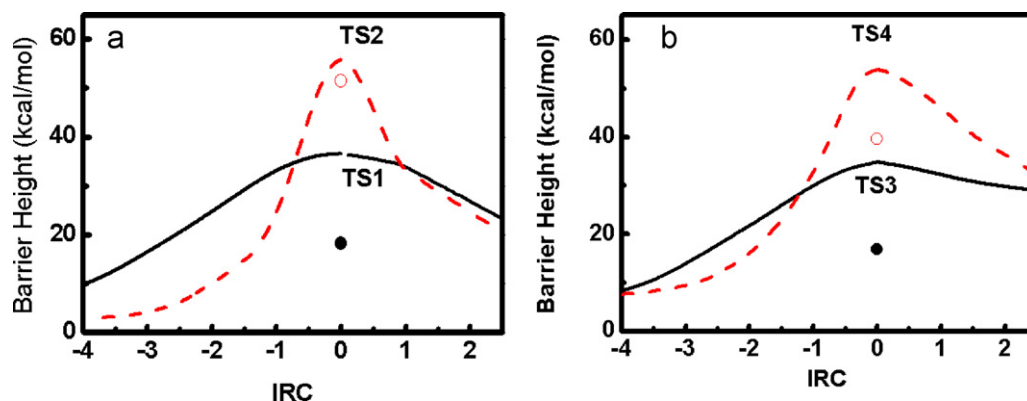 a
TS2
TS1
Barrier Height (kcal/mol)
60
40
20
0
-4 -3 -2 -1 0 1 2
IRC
b
TS4
TS3
Barrier Height (kcal/mol)
60
40
20
0
-4 -3 -2 -1 0 1 2
IRC